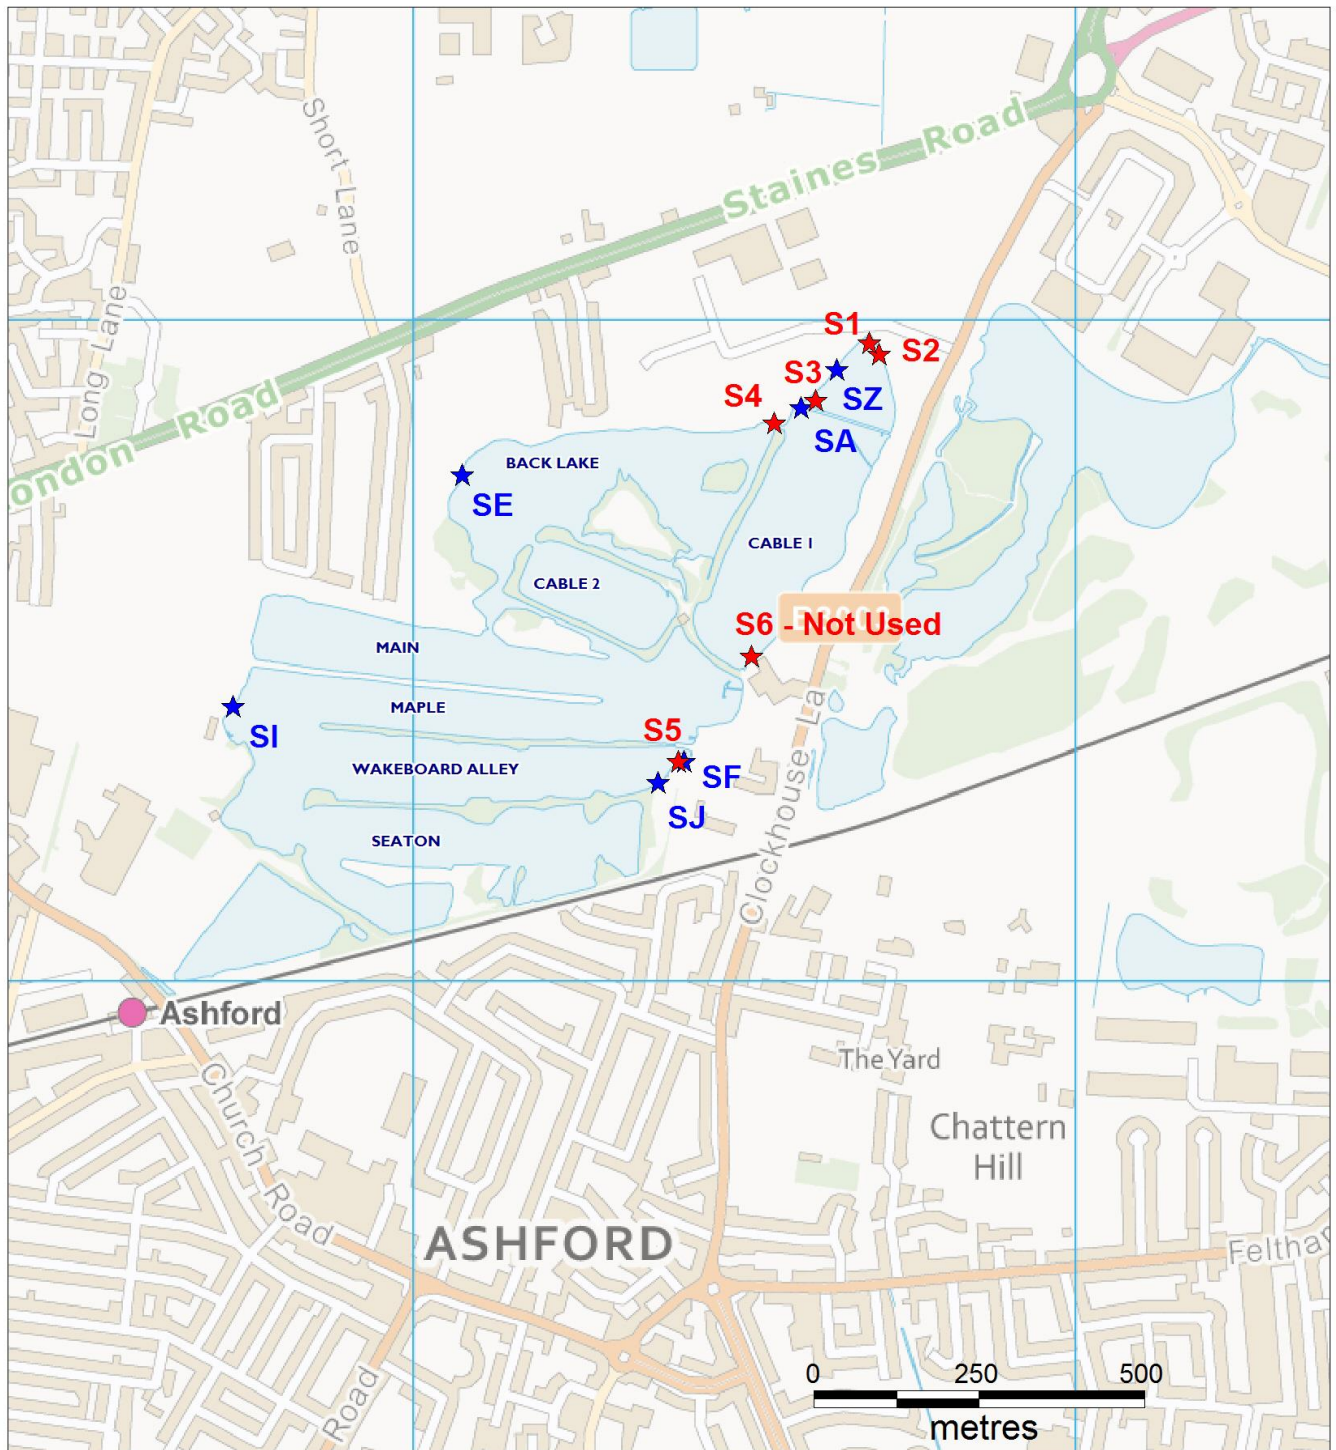 Short Lane
Staines Road
Long Lane
London Road
S1
S2
S3
SZ
S4
SA
BACK LAKE
SE
CABLE 1
CABLE 2
S6 - Not Used
MAIN
MAPLE
SI
S5
WAKEBOARD ALLEY
SF
SJ
SEATON
Clockhouse La
Ashford
The Yard
Church Road
Chattern
Hill
ASHFORD
Feltha
Road
0 250 500
metres